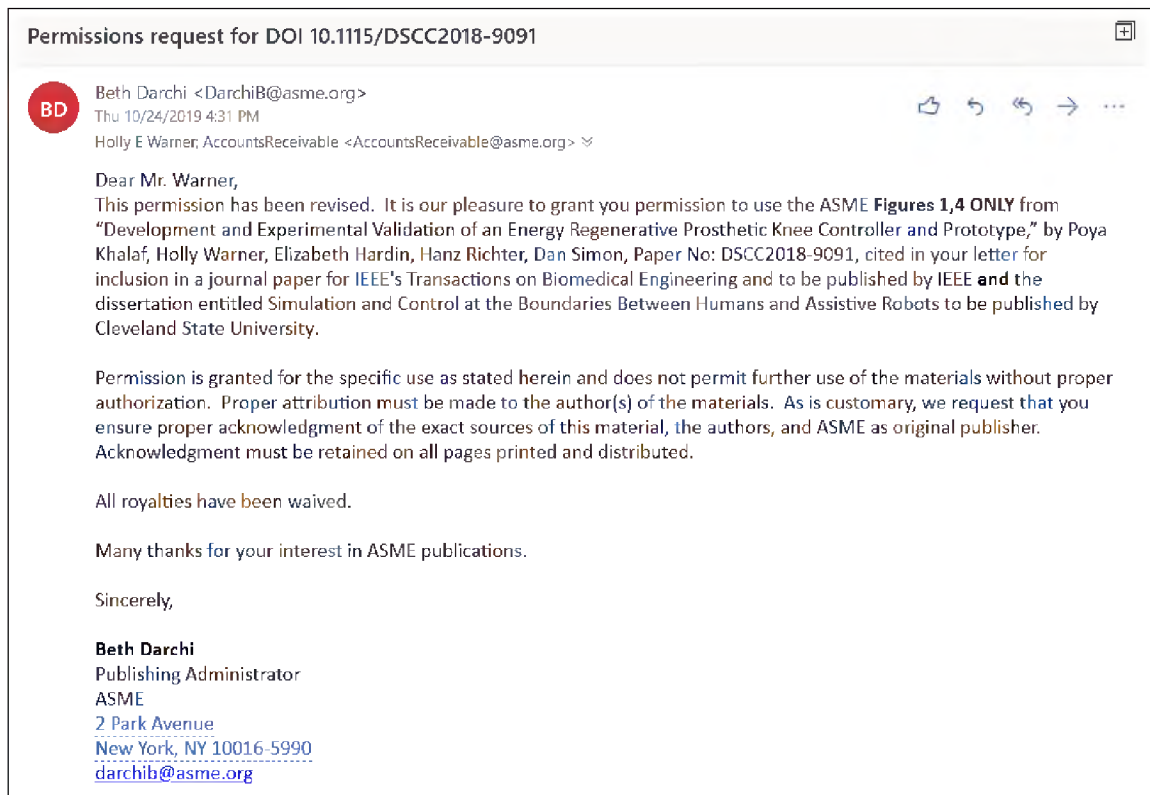 Permissions request for DOI 10.1115/DSCC2018-9091
BD
Beth Darchi <DarchiB@asme.org>
Thu 10/24/2019 4:31 PM
Holly E Warner; AccountsReceivable <AccountsReceivable@asme.org>
Dear Mr. Warner,
This permission has been revised. It is our pleasure to grant you permission to use the ASME Figures 1,4 ONLY from
“Development and Experimental Validation of an Energy Regenerative Prosthetic Knee Controller and Prototype,” by Poya
Khalaf, Holly Warner, Elizabeth Hardin, Hanz Richter, Dan Simon, Paper No: DSCC2018-9091, cited in your letter for
inclusion in a journal paper for IEEE's Transactions on Biomedical Engineering and to be published by IEEE and the
dissertation entitled Simulation and Control at the Boundaries Between Humans and Assistive Robots to be published by
Cleveland State University.
Permission is granted for the specific use as stated herein and does not permit further use of the materials without proper
authorization. Proper attribution must be made to the author(s) of the materials. As is customary, we request that you
ensure proper acknowledgment of the exact sources of this material, the authors, and ASME as original publisher.
Acknowledgment must be retained on all pages printed and distributed.
All royalties have been waived.
Many thanks for your interest in ASME publications.
Sincerely,
Beth Darchi
Publishing Administrator
ASME
2 Park Avenue
New York, NY 10016-5990
darchib@asme.org